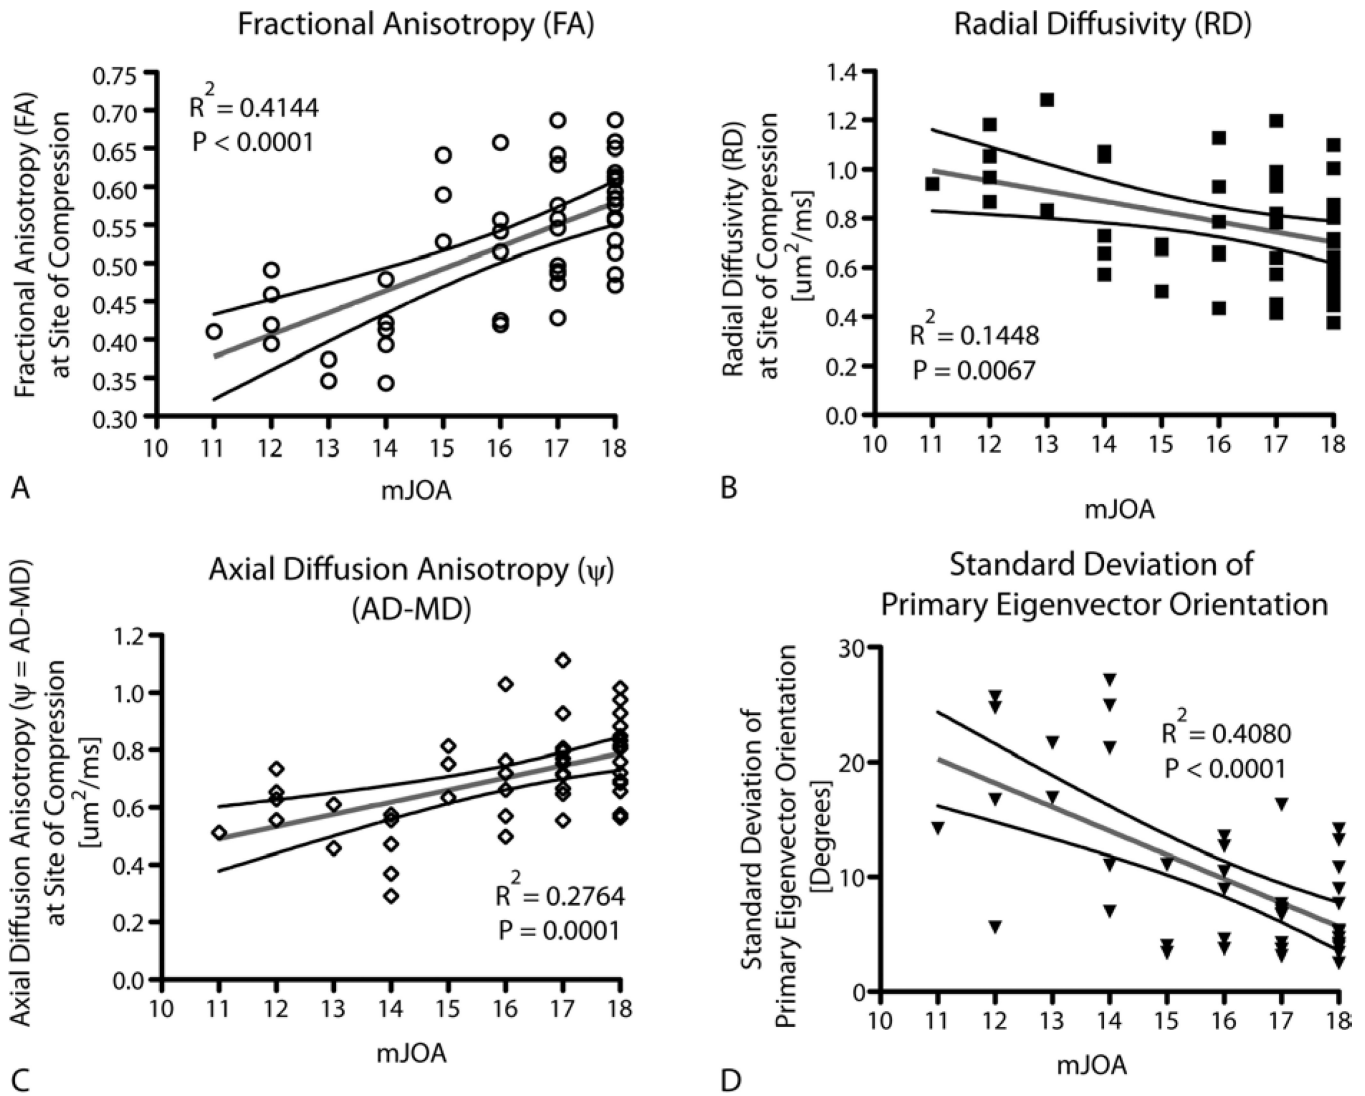 Fractional Anisotropy (FA)
Fractional Anisotropy (FA)
at Site of Compression
0.75
0.70
0.65
0.60
0.55
0.50
0.45
0.40
0.35
0.30
R2 = 0.4144
P < 0.0001
10 11 12 13 14 15 16 17 18
mJOA
A
Radial Diffusivity (RD)
Radial Diffusivity (RD)
at Site of Compression
[um2/ms]
1.4
1.2
1.0
0.8
0.6
0.4
0.2
0.0
R2 = 0.1448
P = 0.0067
10 11 12 13 14 15 16 17 18
mJOA
B
Axial Diffusion Anisotropy (ψ)
(AD-MD)
Axial Diffusion Anisotropy (ψ = AD-MD)
at Site of Compression
[um2/ms]
1.2
1.0
0.8
0.6
0.4
0.2
0.0
R2 = 0.2764
P = 0.0001
10 11 12 13 14 15 16 17 18
mJOA
C
Standard Deviation of
Primary Eigenvector Orientation
Standard Deviation of
Primary Eigenvector Orientation
[Degrees]
30
20
10
0
R2 = 0.4080
P < 0.0001
10 11 12 13 14 15 16 17 18
mJOA
D